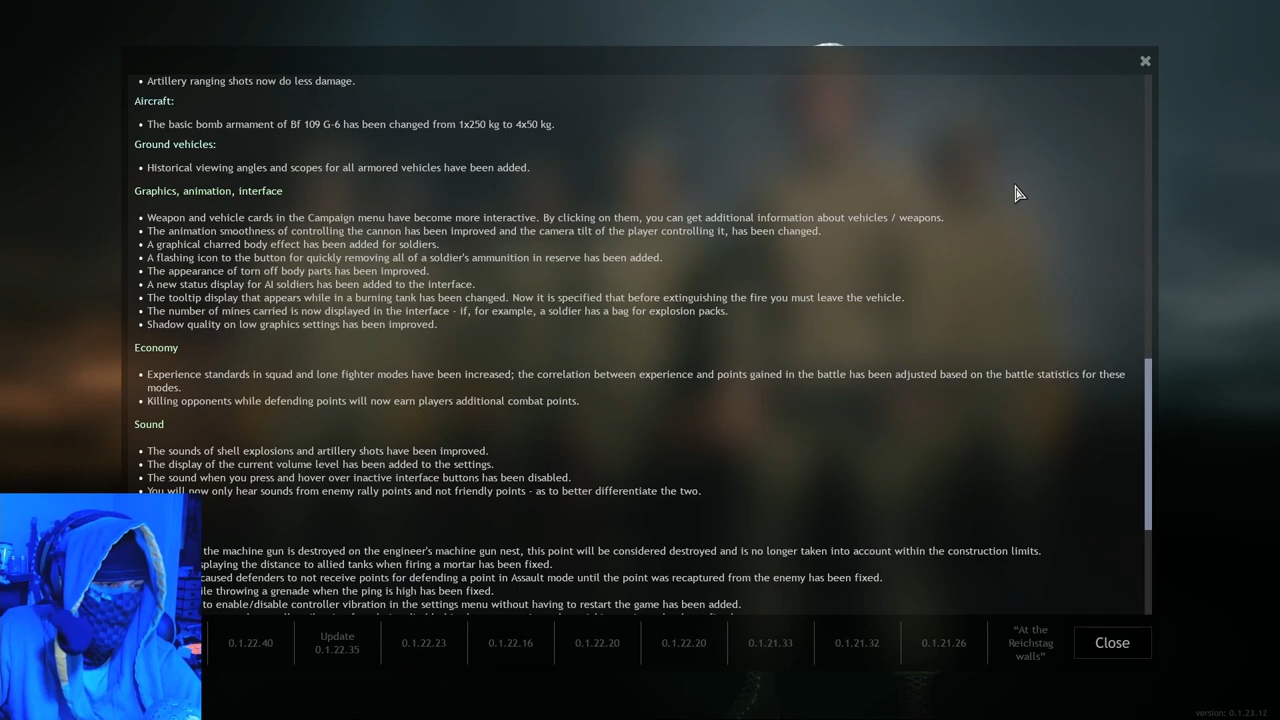 • Artillery ranging shots now do less damage.
Aircraft:
• The basic bomb armament of Bf 109 G-6 has been changed from 1x250 kg to 4x50 kg.
Ground vehicles:
• Historical viewing angles and scopes for all armored vehicles have been added.
Graphics, animation, interface
• Weapon and vehicle cards in the Campaign menu have become more interactive. By clicking on them, you can get additional information about vehicles / weapons.
• The animation smoothness of controlling the cannon has been improved and the camera tilt of the player controlling it, has been changed.
• A graphical charred body effect has been added for soldiers.
• A flashing icon to the button for quickly removing all of a soldier's ammunition in reserve has been added.
• The appearance of torn off body parts has been improved.
• A new status display for AI soldiers has been added to the interface.
• The tooltip display that appears while in a burning tank has been changed. Now it is specified that before extinguishing the fire you must leave the vehicle.
• The number of mines carried is now displayed in the interface - if, for example, a soldier has a bag for explosion packs.
• Shadow quality on low graphics settings has been improved.
Economy
• Experience standards in squad and lone fighter modes have been increased; the correlation between experience and points gained in the battle has been adjusted based on the battle statistics for these
modes.
• Killing opponents while defending points will now earn players additional combat points.
Sound
• The sounds of shell explosions and artillery shots have been improved.
• The display of the current volume level has been added to the settings.
• The sound when you press and hover over inactive interface buttons has been disabled.
• You will now only hear sounds from enemy rally points and not friendly points - as to better differentiate the two.
the machine gun is destroyed on the engineer's machine gun nest, this point will be considered destroyed and is no longer taken into account within the construction limits.
the distance to allied tanks when firing a mortar has been fixed.
caused defenders to not receive points for defending a point in Assault mode until the point was recaptured from the enemy has been fixed.
throwing a grenade when the ping is high has been fixed.
to enable/disable controller vibration in the settings menu without having to restart the game has been added.
0.1.22.40
Update
0.1.22.35
0.1.22.23
0.1.22.16
0.1.22.20
0.1.22.20
0.1.21.33
0.1.21.32
0.1.21.26
“At the
Reichstag
walls”
Close
version: 0.1.23.12